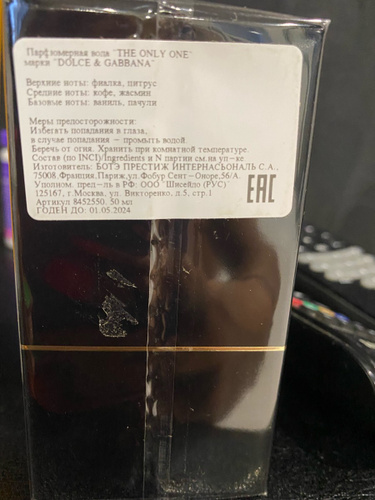 Парфюмерная вода "THE ONLY ONE"
марки "DOLCE & GABBANA"
Верхние ноты: фиалка, цитрус
Средние ноты: кофе, жасмин
Базовые ноты: ваниль, пачули
Меры предосторожности:
Избегать попадания в глаза,
в случае попадания - промыть водой.
Беречь от огня. Хранить при комнатной температуре.
Состав (по INCI)/Ingredients и N партии см.на уп-ке.
Изготовитель: БОТЭ ПРЕСТИЖ ИНТЕРНАСЬОНАЛЬ С.А.,
75008,Франция,Париж,ул.Фобур Сент-Оноре,56/А.
Уполном. пред-ль в РФ: ООО "Шисейдо (РУС)"
125167, г.Москва, ул. Викторенко, д.5, стр.1
Артикул 8452550. 30 мл
ГОДЕН ДО: 01.05.2024
ЕАС